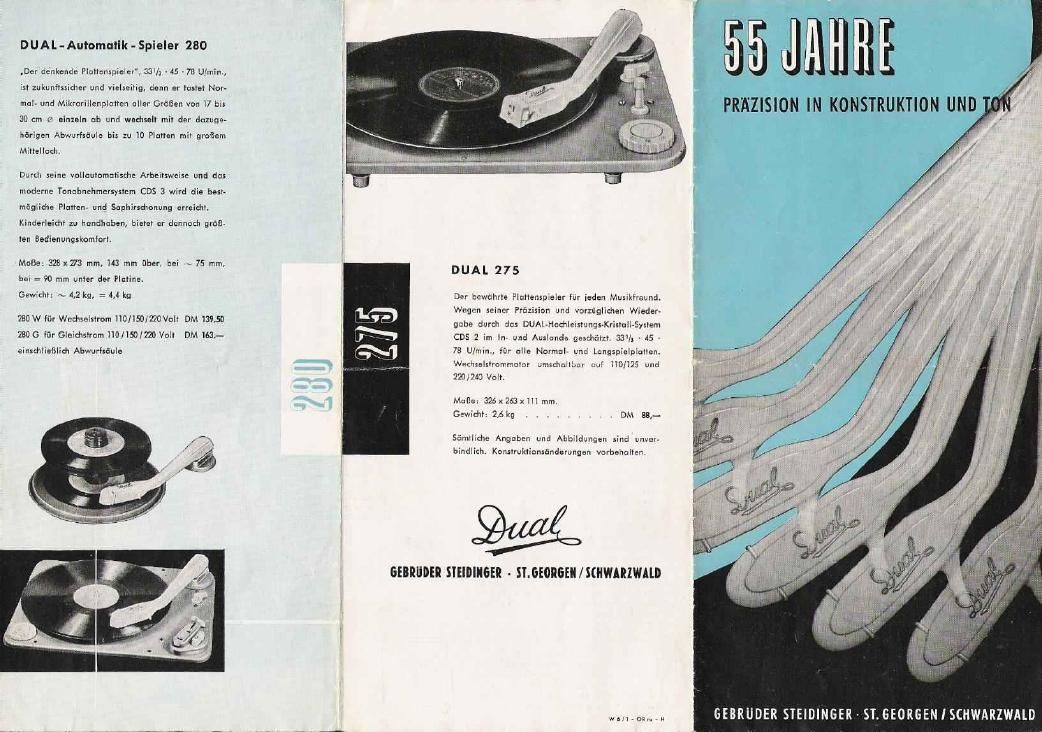 DUAL-Automatik-Spieler 280
„Der denkende Plattenspieler", 33¹/₃ · 45 · 78 U/min.,
ist zukunftssicher und vielseitig, denn er tastet Nor-
mal- und Mikrorillenplatten aller Größen von 17 bis
30 cm ⌀ einzeln ab und wechselt mit der dazuge-
hörigen Abwurfsäule bis zu 10 Platten mit großem
Mittelloch.
Durch seine vollautomatische Arbeitsweise und das
moderne Tonabnehmersystem CDS 3 wird die best-
mögliche Platten- und Saphirschonung erreicht.
Kinderleicht zu handhaben, bietet er dennoch größ-
ten Bedienungskomfort.
Maße: 328 x 273 mm, 143 mm über, bei ~ 75 mm,
bei = 90 mm unter der Platine.
Gewicht: ~ 4,2 kg, = 4,4 kg
280 W für Wechselstrom 110/150/220 Volt DM 139,50
280 G für Gleichstrom 110/150/220 Volt DM 163,—
einschließlich Abwurfsäule
280
275
Dual
DUAL 275
Der bewährte Plattenspieler für jeden Musikfreund.
Wegen seiner Präzision und vorzüglichen Wieder-
gabe durch das DUAL-Hochleistungs-Kristall-System
CDS 2 im In- und Auslande geschätzt. 33¹/₃ · 45 ·
78 U/min., für alle Normal- und Langspielplatten.
Wechselstrommotor umschaltbar auf 110/125 und
220/240 Volt.
Maße: 326 x 263 x 111 mm.
Gewicht: 2,6 kg . . . . . . . . . DM 88,—
Sämtliche Angaben und Abbildungen sind unver-
bindlich. Konstruktionsänderungen vorbehalten.
Dual
GEBRÜDER STEIDINGER · ST. GEORGEN / SCHWARZWALD
55 JAHRE
PRÄZISION IN KONSTRUKTION UND TON
Dual
Dual
Dual
Dual
GEBRÜDER STEIDINGER · ST. GEORGEN / SCHWARZWALD